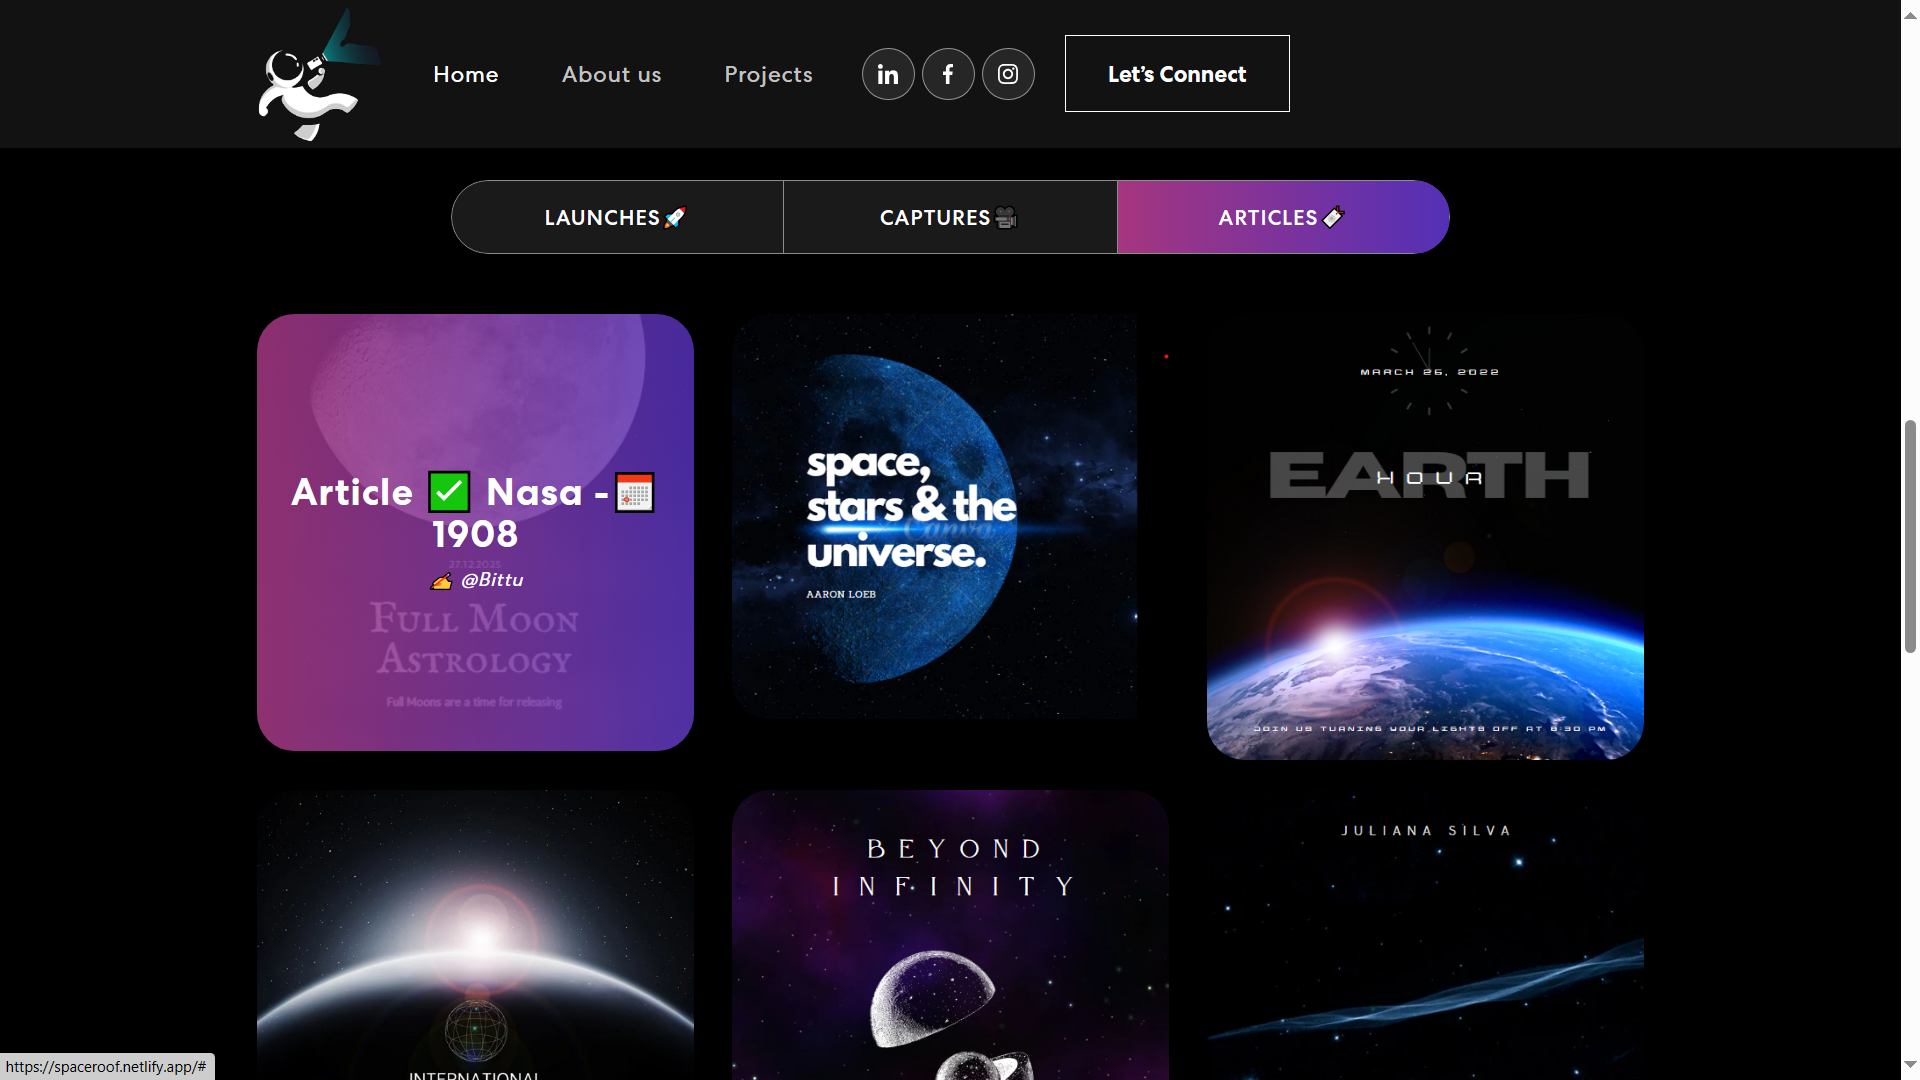 Home
About us
Projects
Let's Connect
LAUNCHES🚀
CAPTURES🎥
ARTICLES
Article ✅ Nasa -📅
1908
27.12.2025
✍ @Bittu
FULL MOON
ASTROLOGY
Full Moons are a time for releasing
space,
stars & the
Canva
universe.
AARON LOEB
MARCH 26, 2022
EARTH
HOUR
JOIN US TURNING YOUR LIGHTS OFF AT 8:30 PM
INTERNATIONAL
BEYOND
INFINITY
JULIANA SILVA
https://spaceroof.netlify.app/#